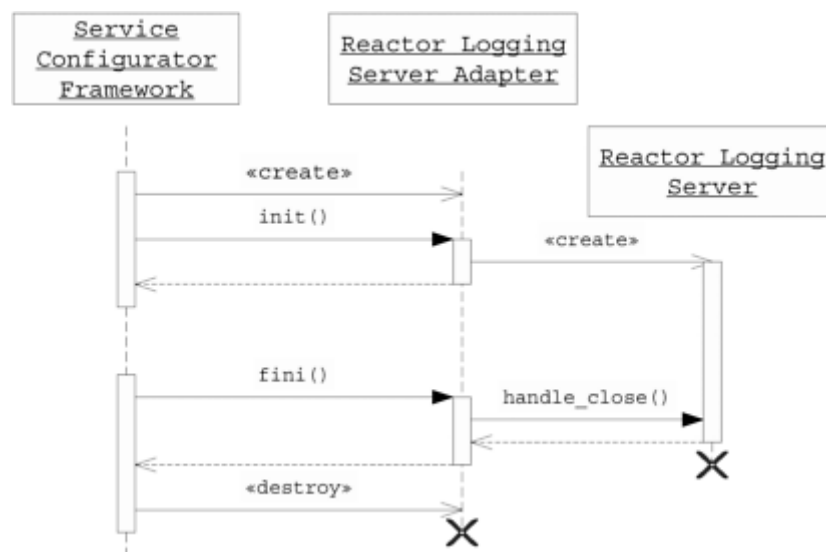 Service
Configurator
Framework
Reactor Logging
Server Adapter
Reactor Logging
Server
«create»
init()
«create»
fini()
handle_close()
«destroy»